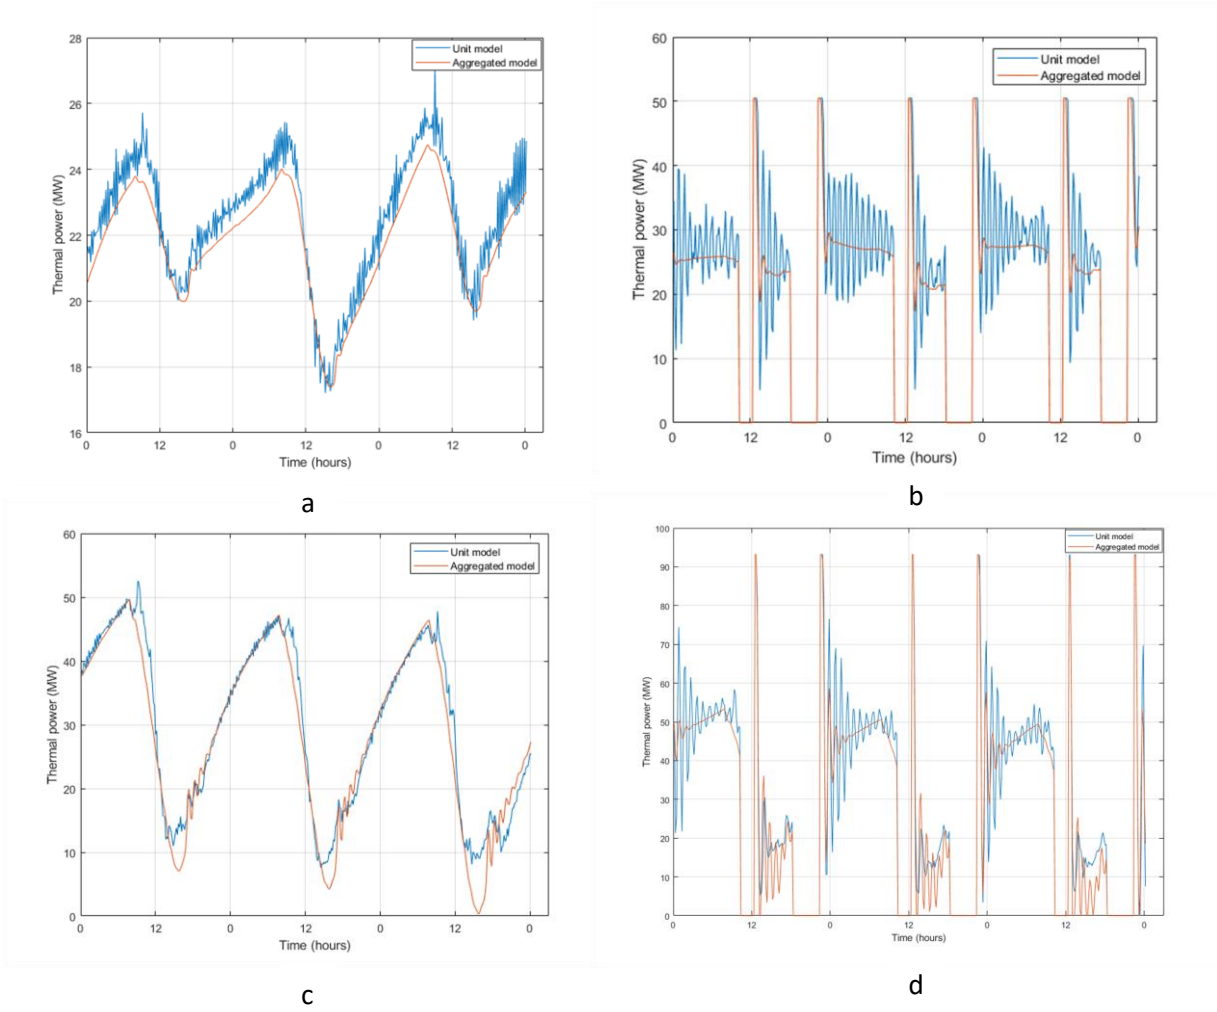 28
26
24
22
20
18
16
Thermal power (MW)
Unit model
Aggregated model
0 12 0 12 0 12 0
Time (hours)
a
60
50
40
30
20
10
0
Thermal power (MW)
Unit model
Aggregated model
0 12 0 12 0 12 0
Time (hours)
b
60
50
40
30
20
10
0
Thermal power (MW)
Unit model
Aggregated model
0 12 0 12 0 12 0
Time (hours)
c
100
90
80
70
60
50
40
30
20
10
0
Thermal power (MW)
Unit model
Aggregated model
0 12 0 12 0 12 0
Time (hours)
d